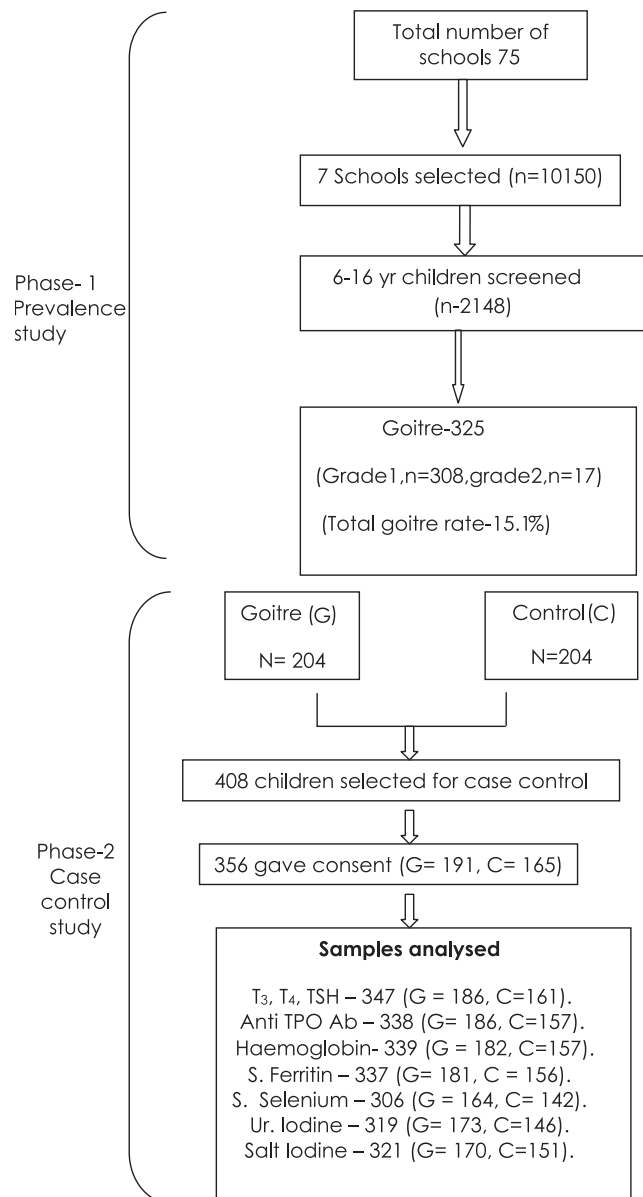 Total number of
schools 75
7 Schools selected (n=10150)
6-16 yr children screened
(n-2148)
Phase- 1
Prevalence
study
Goitre-325
(Grade1,n=308,grade2,n=17)
(Total goitre rate-15.1%)
Goitre (G)
N= 204
Control(C)
N=204
408 children selected for case control
Phase-2
Case
control
study
356 gave consent (G= 191, C= 165)
Samples analysed
T₃, T₄, TSH – 347 (G = 186, C=161).
Anti TPO Ab – 338 (G= 186, C=157).
Haemoglobin- 339 (G = 182, C=157).
S. Ferritin – 337 (G= 181, C = 156).
S. Selenium – 306 (G = 164, C= 142).
Ur. Iodine – 319 (G= 173, C=146).
Salt Iodine – 321 (G= 170, C=151).